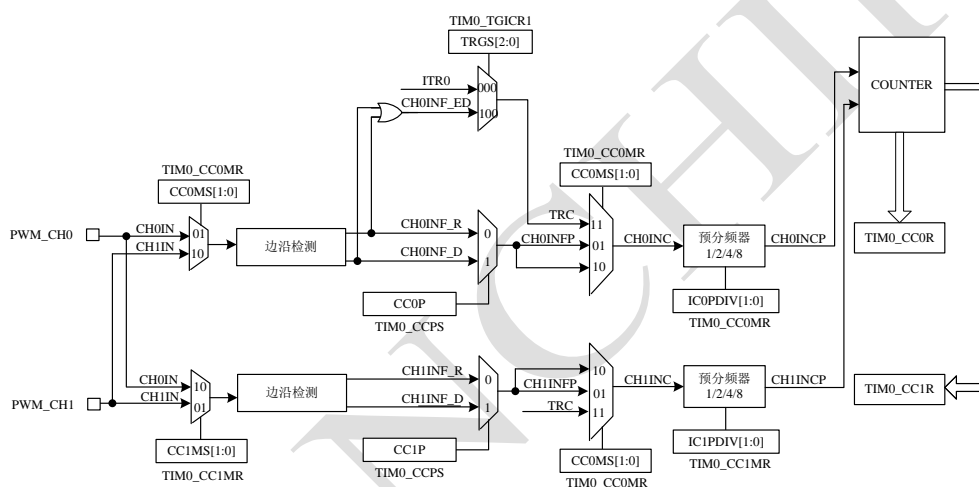 TIM0_TGICR1
TRGS[2:0]
ITR0
000
CH0INF_ED
100
COUNTER
TIM0_CC0MR
CC0MS[1:0]
TIM0_CC0MR
CC0MS[1:0]
PWM_CH0
CH0IN
01
CH1IN
10
边沿检测
CH0INF_R
0
CH0INF_D
1
TRC
11
CH0INFP
01
10
CH0INC
预分频器
1/2/4/8
CH0INCP
TIM0_CC0R
CC0P
TIM0_CCPS
IC0PDIV[1:0]
TIM0_CC0MR
PWM_CH1
CH0IN
10
CH1IN
01
边沿检测
CH1INF_R
0
CH1INF_D
1
10
CH1INFP
01
TRC
11
CH1INC
预分频器
1/2/4/8
CH1INCP
TIM0_CC1R
CC1MS[1:0]
TIM0_CC1MR
CC1P
TIM0_CCPS
CC0MS[1:0]
TIM0_CC0MR
IC1PDIV[1:0]
TIM0_CC1MR
NCHI